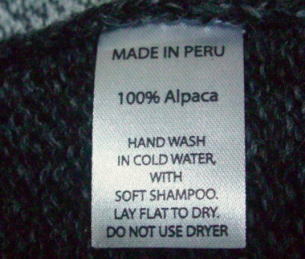 MADE IN PERU
100% Alpaca
HAND WASH
IN COLD WATER,
WITH
SOFT SHAMPOO.
LAY FLAT TO DRY.
DO NOT USE DRYER